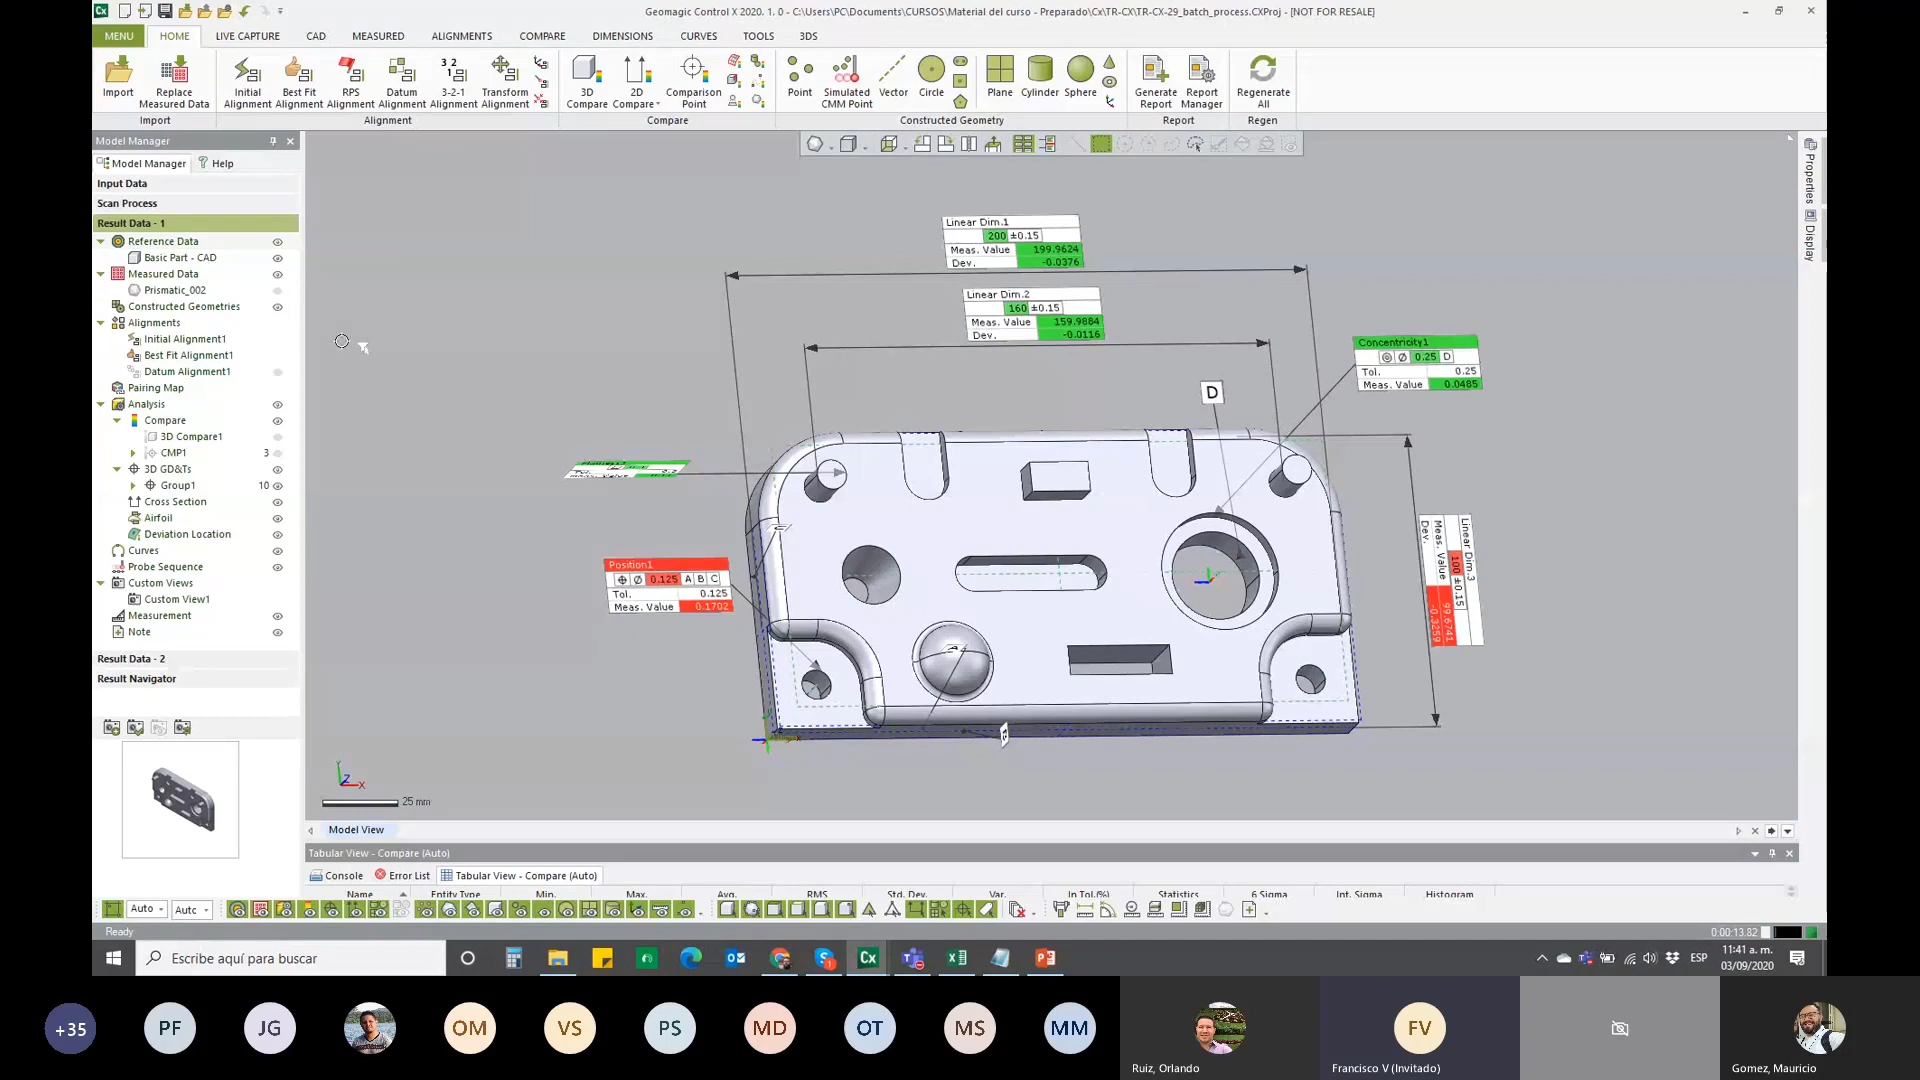 Geomagic Control X 2020. 1. 0 - C:\Users\PC\Documents\CURSOS\Material del curso - Preparado\Cx\TR-CX\TR-CX-29_batch_process.CXProj - [NOT FOR RESALE]
MENU HOME LIVE CAPTURE CAD MEASURED ALIGNMENTS COMPARE DIMENSIONS CURVES TOOLS 3DS
Import
Replace Measured Data
Initial Alignment
Best Fit Alignment
RPS Alignment
Datum Alignment
3-2-1 Alignment
Transform Alignment
3D Compare
2D Compare
Comparison Point
Point
Simulated CMM Point
Vector
Circle
Plane
Cylinder
Sphere
Generate Report
Report Manager
Regenerate All
Import Alignment Compare Constructed Geometry Report Regen
Model Manager
Model Manager Help
Input Data
Scan Process
Result Data - 1
Reference Data
Basic Part - CAD
Measured Data
Prismatic_002
Constructed Geometries
Alignments
Initial Alignment1
Best Fit Alignment1
Datum Alignment1
Pairing Map
Analysis
Compare
3D Compare1
CMP1 3
3D GD&Ts
Group1 10
Cross Section
Airfoil
Deviation Location
Curves
Probe Sequence
Custom Views
Custom View1
Measurement
Note
Result Data - 2
Result Navigator
Linear Dim.1
200 ±0.15
Meas. Value 199.9624
Dev. -0.0376
Linear Dim.2
160 ±0.15
Meas. Value 159.9884
Dev. -0.0116
Concentricity1
0.25 D
Tol. 0.25
Meas. Value 0.0485
D
Position1
0.125 A B C
Tol. 0.125
Meas. Value 0.1702
Linear Dim.3
100 ±0.15
Meas. Value 99.6741
Dev. -0.3259
Y
Z
X
25 mm
Properties
Display
Model View
Tabular View - Compare (Auto)
Console Error List Tabular View - Compare (Auto)
Name Entity Type Min. Max. Avg. RMS Std. Dev. Var. In Tol.(%) Statistics 6 Sigma Int. Sigma Histogram
Auto Autc
Ready 0:00:13.82
Escribe aquí para buscar
ESP
11:41 a. m.
03/09/2020
+35 PF JG OM VS PS MD OT MS MM FV
Ruiz, Orlando
Francisco V (Invitado)
Gomez, Mauricio